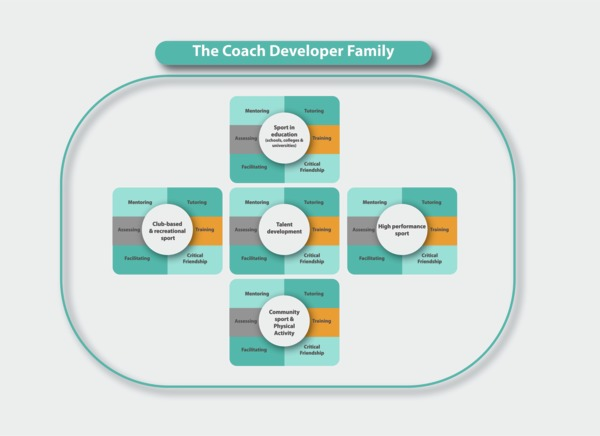 The Coach Developer Family
Mentoring
Tutoring
Assessing
Sport in
education
(schools, colleges &
universities)
Training
Facilitating
Critical
Friendship
Mentoring
Tutoring
Assessing
Club-based
& recreational
sport
Training
Facilitating
Critical
Friendship
Mentoring
Tutoring
Assessing
Talent
development
Training
Facilitating
Critical
Friendship
Mentoring
Tutoring
Assessing
High performance
sport
Training
Facilitating
Critical
Friendship
Mentoring
Tutoring
Assessing
Community
sport &
Physical
Activity
Training
Facilitating
Critical
Friendship